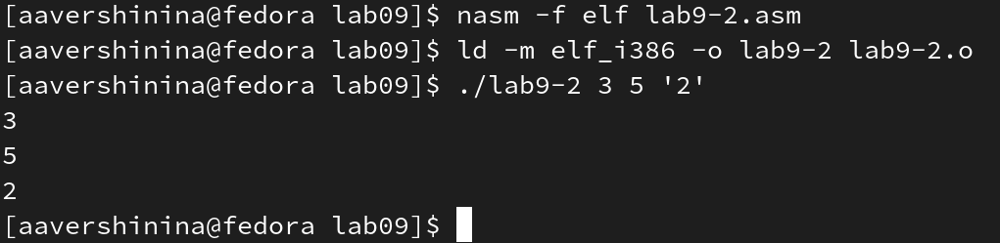 [aavershinina@fedora lab09]$ nasm -f elf lab9-2.asm
[aavershinina@fedora lab09]$ ld -m elf_i386 -o lab9-2 lab9-2.o
[aavershinina@fedora lab09]$ ./lab9-2 3 5 '2'
3
5
2
[aavershinina@fedora lab09]$